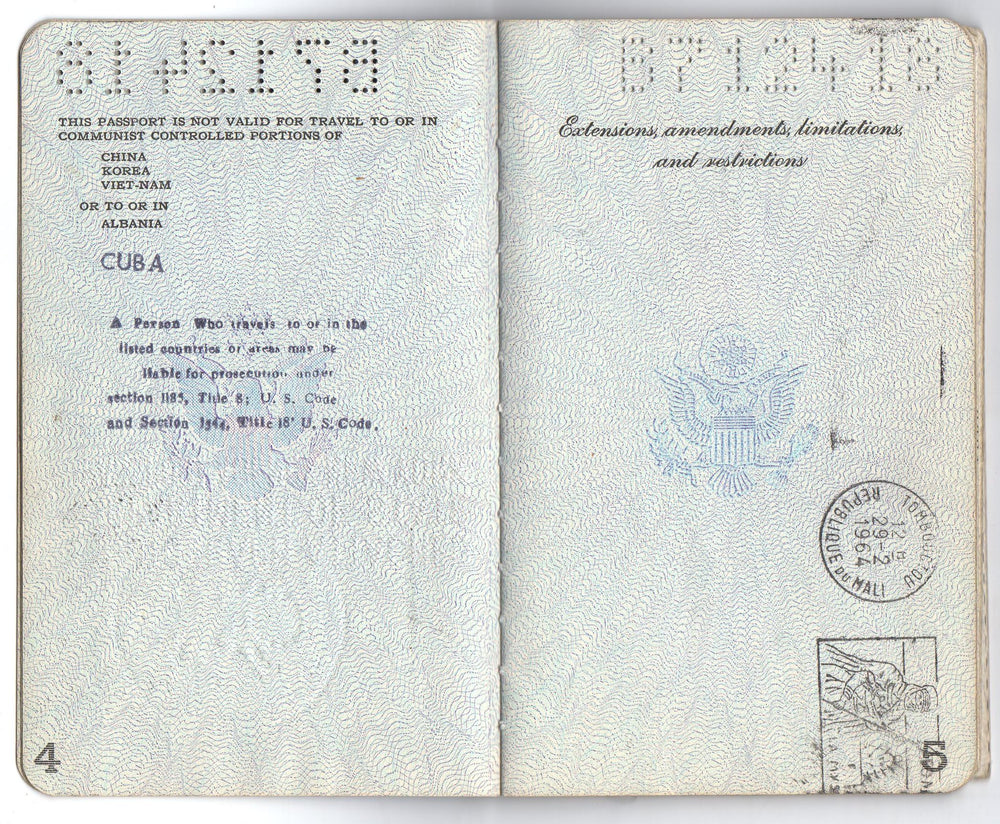 THIS PASSPORT IS NOT VALID FOR TRAVEL TO OR IN
COMMUNIST CONTROLLED PORTIONS OF
CHINA
KOREA
VIET-NAM
OR TO OR IN
ALBANIA
CUBA
A Person Who travels to or in the
listed countries or areas may be
liable for prosecution under
section 1185, Title 8; U. S. Code
and Section 1544, Title 18' U. S. Code.
4
Extensions, amendments, limitations,
and restrictions
TOMBOUCTOU
12 H
29-2
1964
REPUBLIQUE DU MALI
5